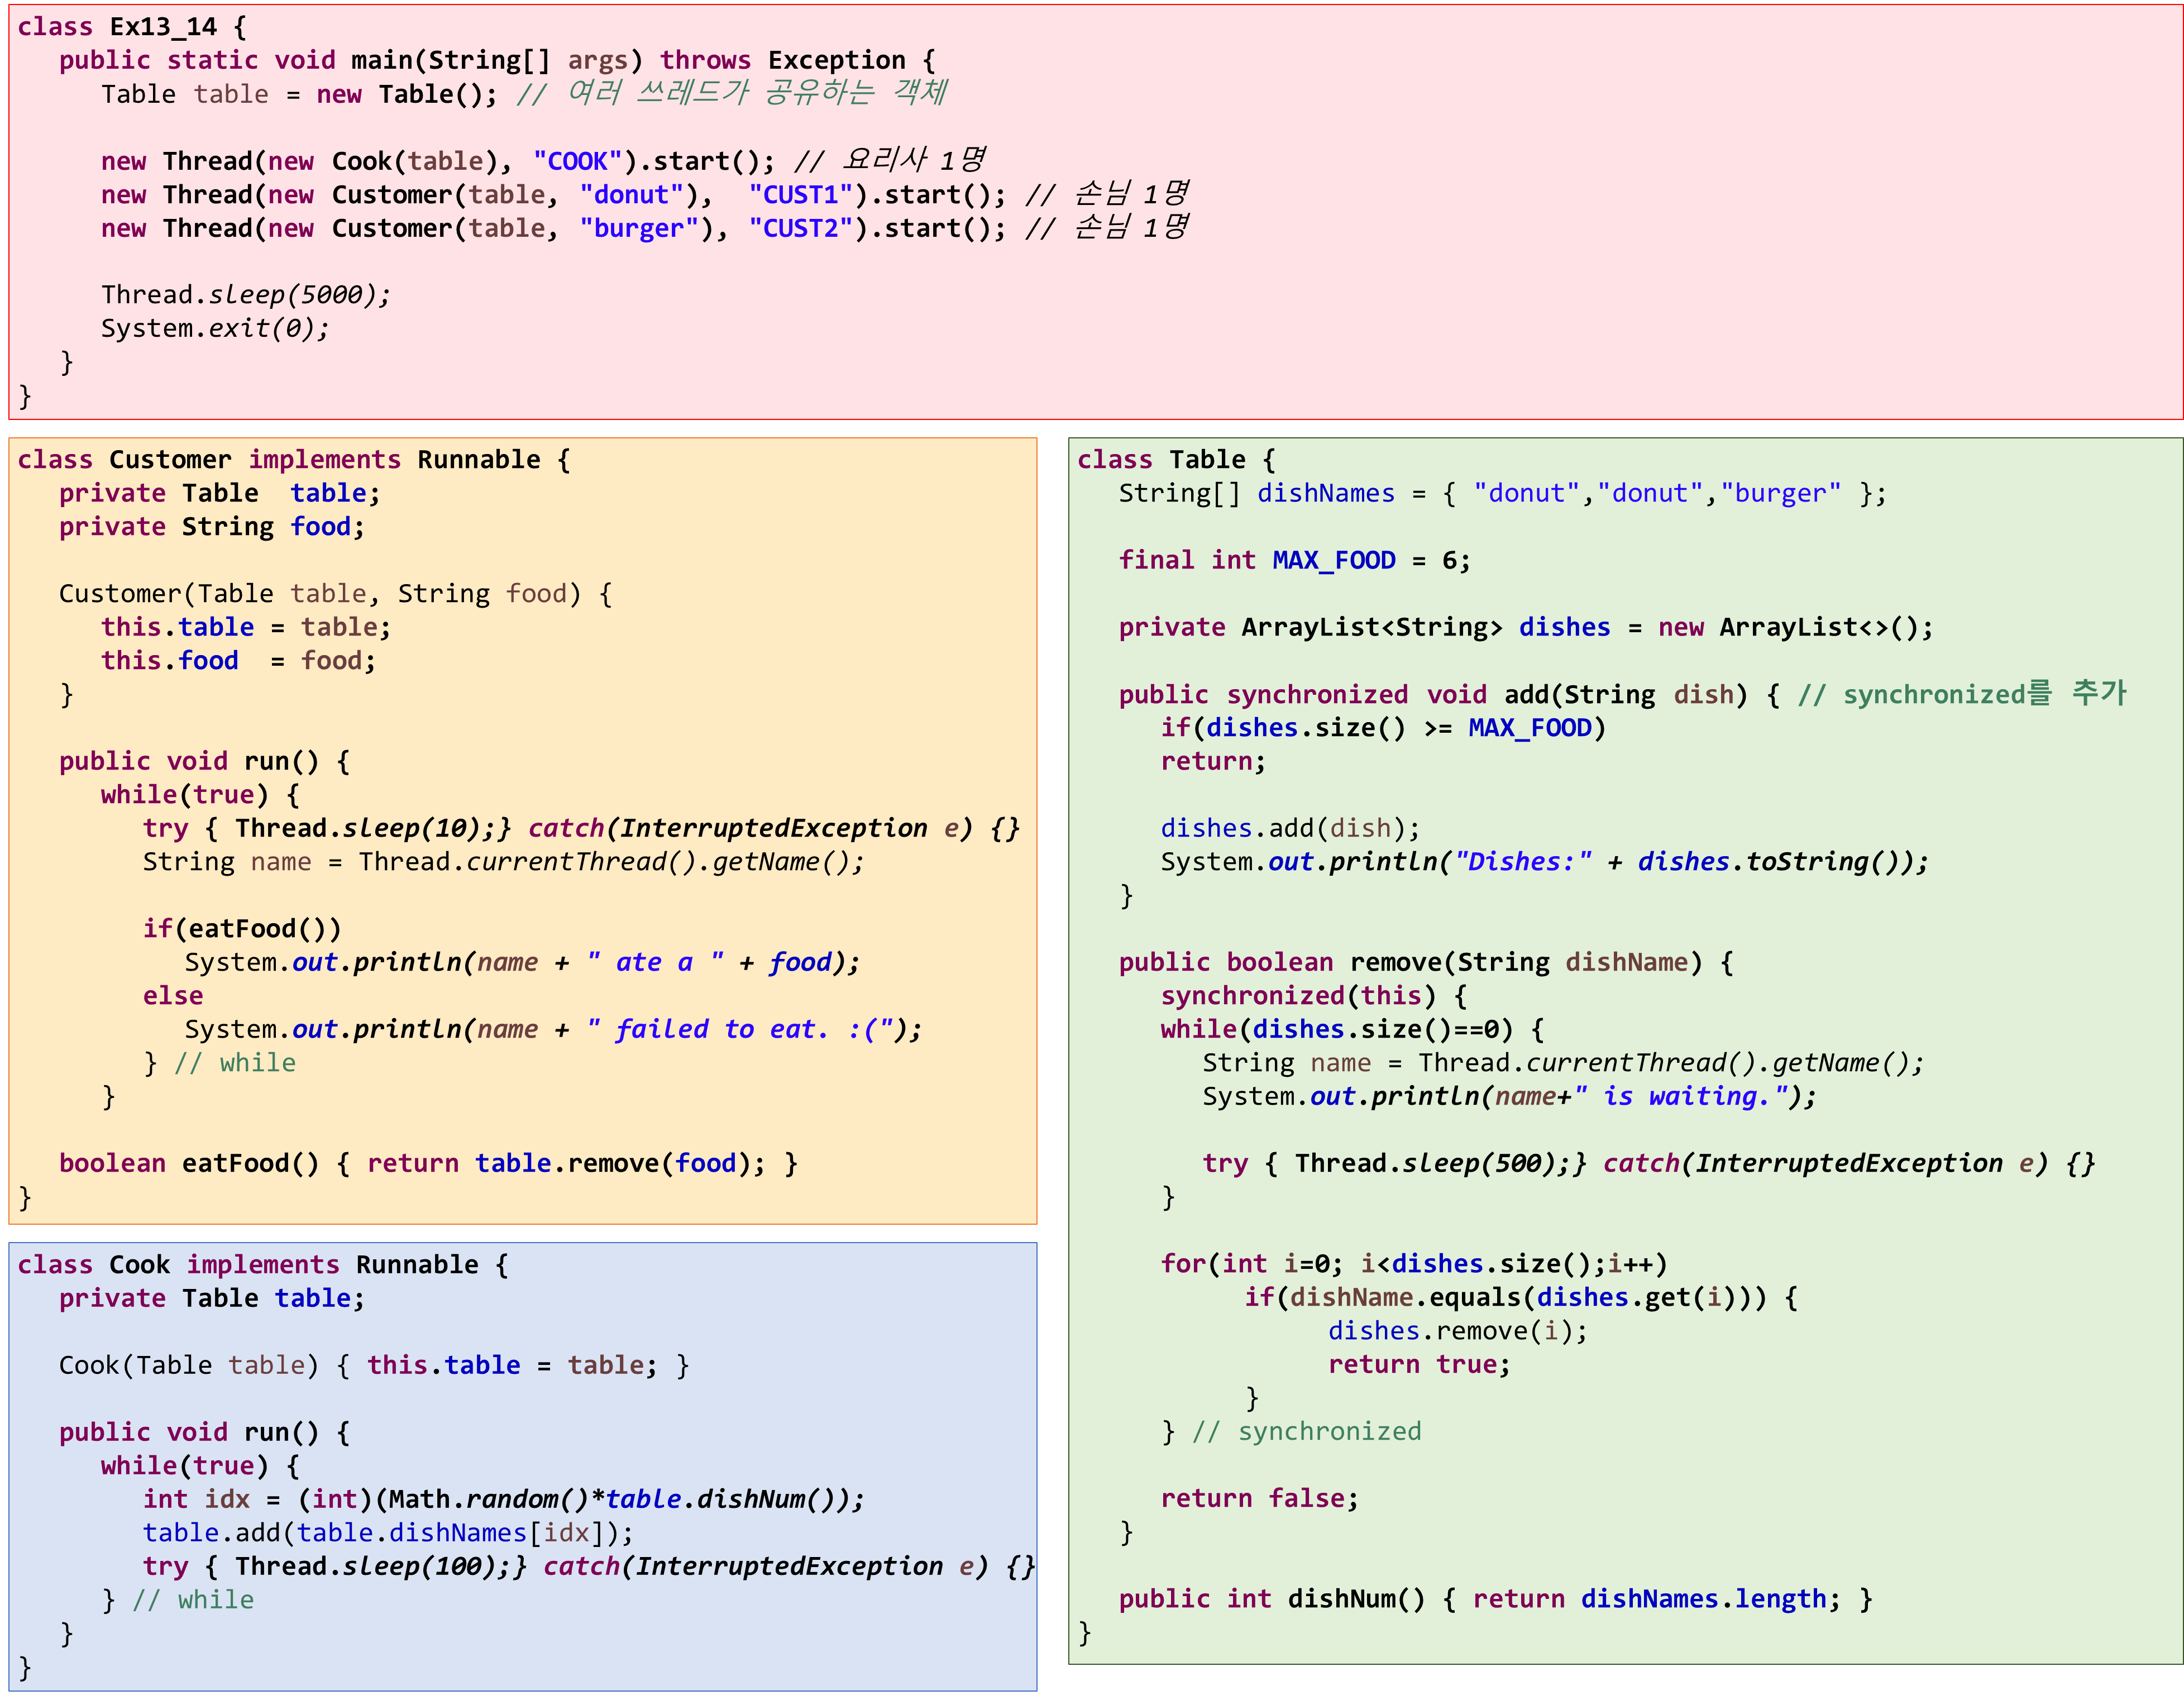 class Ex13_14 {
public static void main(String[] args) throws Exception {
Table table = new Table(); // 여러 쓰레드가 공유하는 객체
new Thread(new Cook(table), "COOK").start(); // 요리사 1명
new Thread(new Customer(table, "donut"),  "CUST1").start(); // 손님 1명
new Thread(new Customer(table, "burger"), "CUST2").start(); // 손님 1명
Thread.sleep(5000);
System.exit(0);
}
}
class Customer implements Runnable {
private Table  table;
private String food;
Customer(Table table, String food) {
this.table = table;
this.food  = food;
}
public void run() {
while(true) {
try { Thread.sleep(10);} catch(InterruptedException e) {}
String name = Thread.currentThread().getName();
if(eatFood())
System.out.println(name + " ate a " + food);
else
System.out.println(name + " failed to eat. :(");
} // while
}
boolean eatFood() { return table.remove(food); }
}
class Cook implements Runnable {
private Table table;
Cook(Table table) { this.table = table; }
public void run() {
while(true) {
int idx = (int)(Math.random()*table.dishNum());
table.add(table.dishNames[idx]);
try { Thread.sleep(100);} catch(InterruptedException e) {}
} // while
}
}
class Table {
String[] dishNames = { "donut","donut","burger" };
final int MAX_FOOD = 6;
private ArrayList<String> dishes = new ArrayList<>();
public synchronized void add(String dish) { // synchronized를 추가
if(dishes.size() >= MAX_FOOD)
return;
dishes.add(dish);
System.out.println("Dishes:" + dishes.toString());
}
public boolean remove(String dishName) {
synchronized(this) {
while(dishes.size()==0) {
String name = Thread.currentThread().getName();
System.out.println(name+" is waiting.");
try { Thread.sleep(500);} catch(InterruptedException e) {}
}
for(int i=0; i<dishes.size();i++)
if(dishName.equals(dishes.get(i))) {
dishes.remove(i);
return true;
}
} // synchronized
return false;
}
public int dishNum() { return dishNames.length; }
}